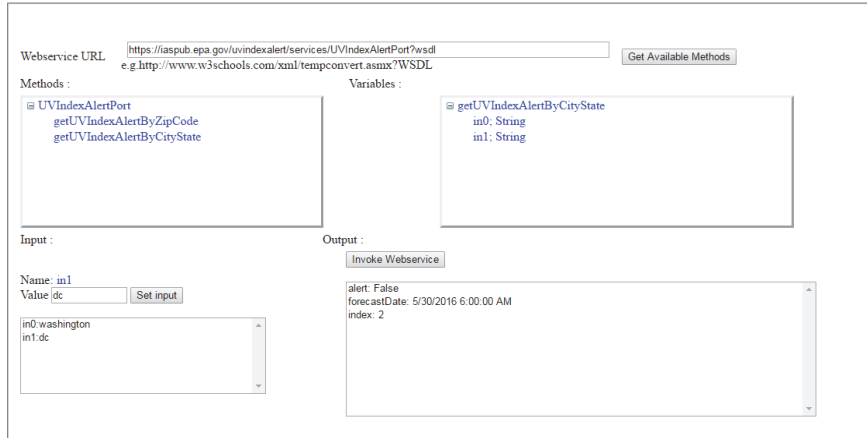 Webservice URL https://iaspub.epa.gov/uvindexalert/services/UVIndexAlertPort?wsdl Get Available Methods
e.g.http://www.w3schools.com/xml/tempconvert.asmx?WSDL
Methods : Variables :
UVIndexAlertPort
getUVIndexAlertByZipCode
getUVIndexAlertByCityState
getUVIndexAlertByCityState
in0; String
in1; String
Input : Output :
Invoke Webservice
Name: in1
Value dc Set input
in0:washington
in1:dc
alert: False
forecastDate: 5/30/2016 6:00:00 AM
index: 2